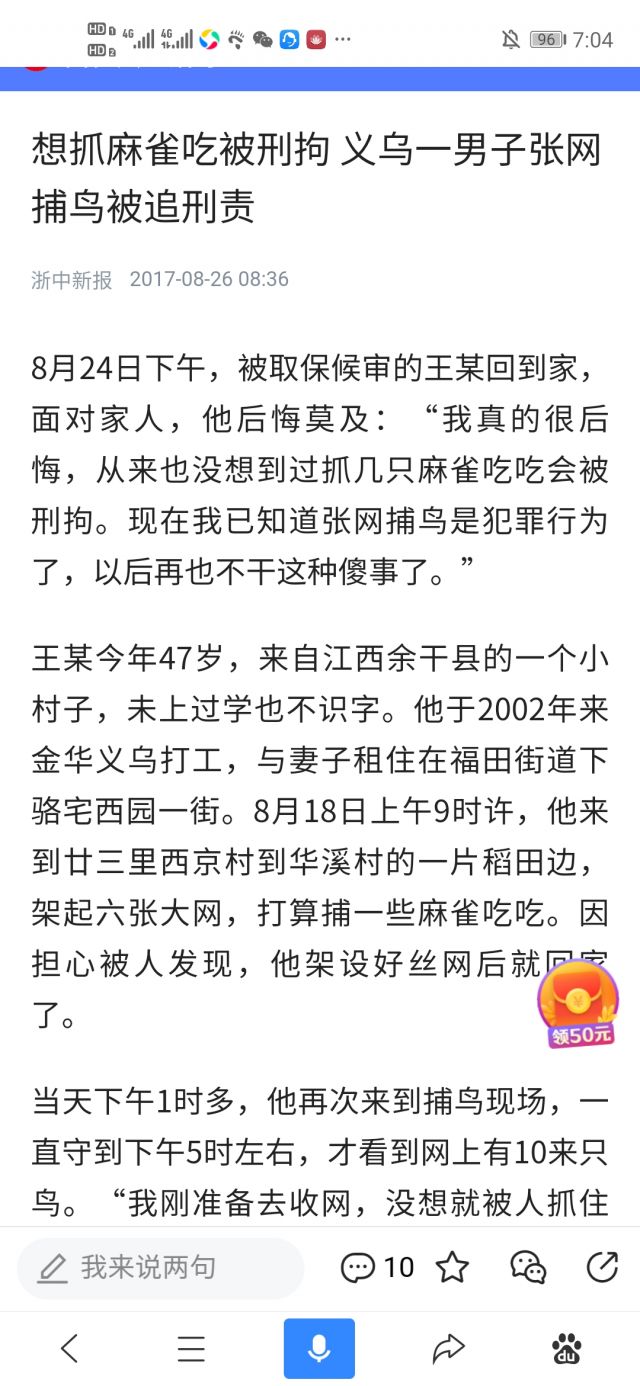 HD 1
HD 2
4G
4G
96
7:04
想抓麻雀吃被刑拘 义乌一男子张网
捕鸟被追刑责
浙中新报 2017-08-26 08:36
8月24日下午，被取保候审的王某回到家，
面对家人，他后悔莫及：“我真的很后
悔，从来也没想到过抓几只麻雀吃吃会被
刑拘。现在我已知道张网捕鸟是犯罪行为
了，以后再也不干这种傻事了。”
王某今年47岁，来自江西余干县的一个小
村子，未上过学也不识字。他于2002年来
金华义乌打工，与妻子租住在福田街道下
骆宅西园一街。8月18日上午9时许，他来
到廿三里西京村到华溪村的一片稻田边，
架起六张大网，打算捕一些麻雀吃吃。因
担心被人发现，他架设好丝网后就回家
了。
领50元
当天下午1时多，他再次来到捕鸟现场，一
直守到下午5时左右，才看到网上有10来只
鸟。“我刚准备去收网，没想就被人抓住
我来说两句
10
du